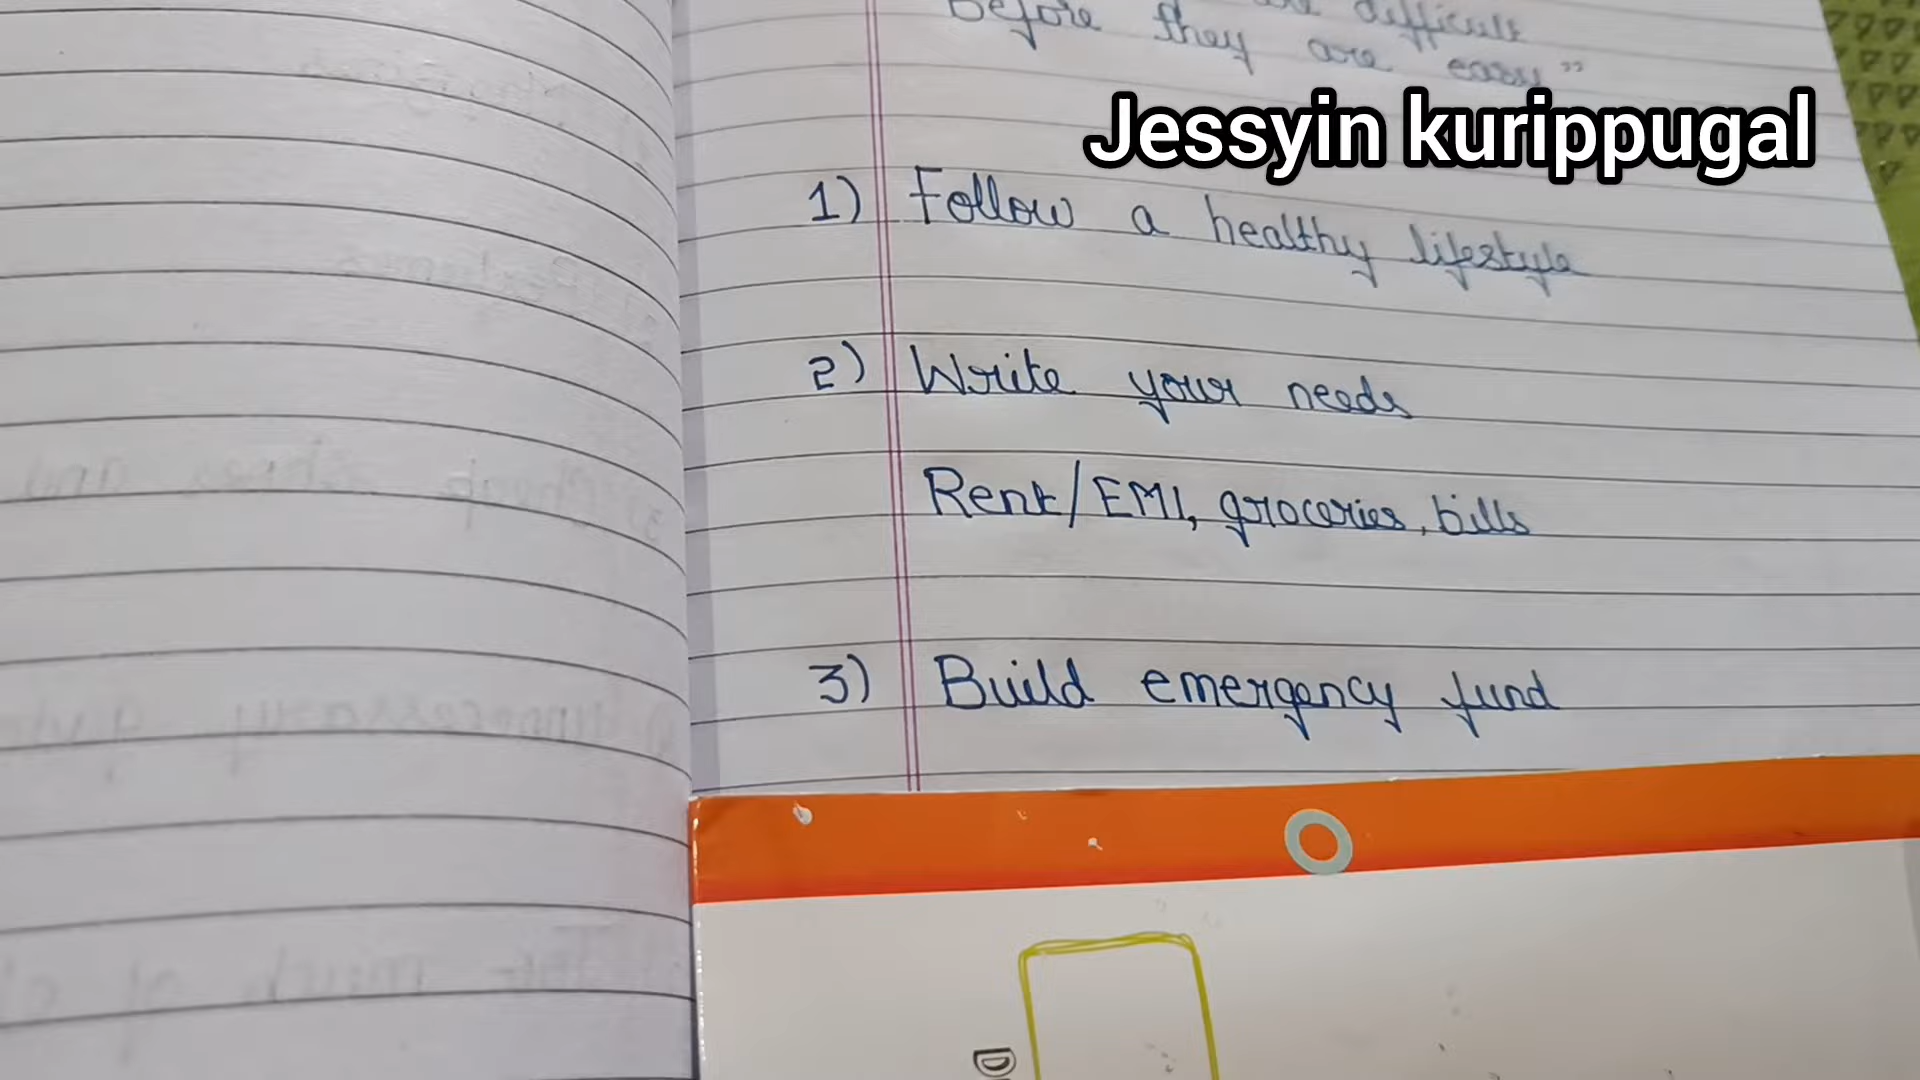 difficult
Before they are easy"
Jessyin kurippugal
1) Follow a healthy lifestyle
2) Write your needs
Rent/EMI, groceries, bills
3) Build emergency fund